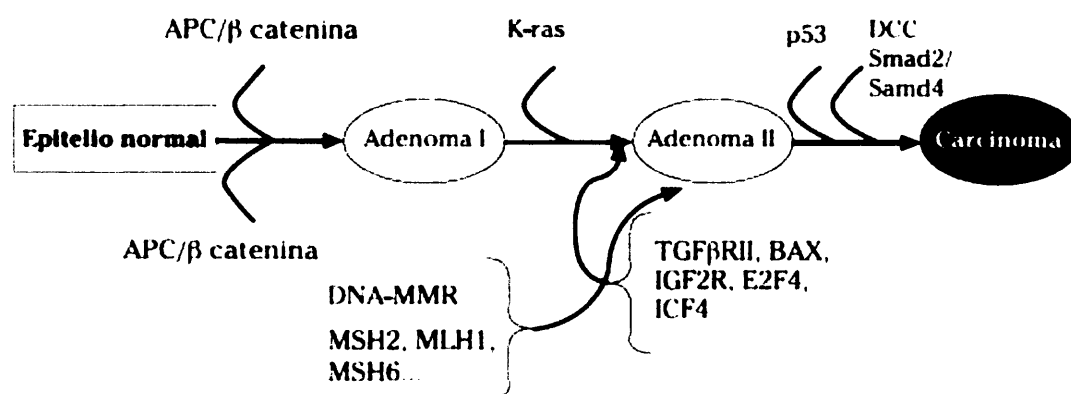 APC/β catenina
K-ras
p53
DCC
Smad2/
Samd4
Epitelio normal
Adenoma I
Adenoma II
Carcinoma
APC/β catenina
DNA-MMR
MSH2, MLH1,
MSH6...
TGFβRII, BAX,
IGF2R, E2F4,
ICF4